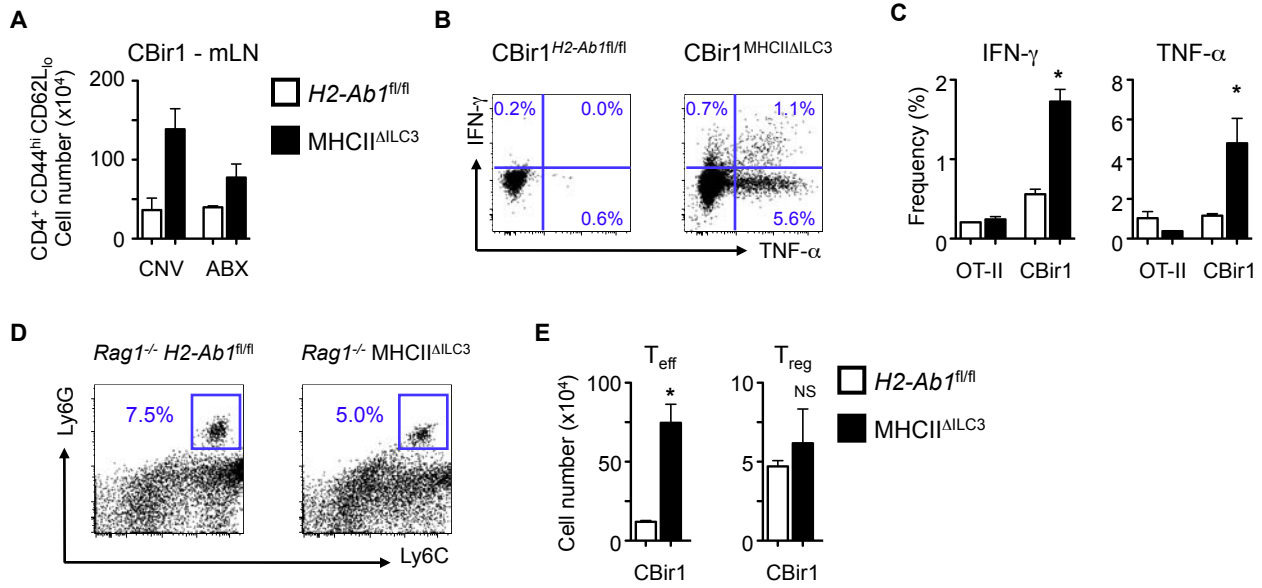 A
CBir1 - mLN
CD4⁺ CD44ʰⁱ CD62Lₗₒ
Cell number (x10⁴)
200
100
0
CNV ABX
H2-Ab1ᶠˡ/ᶠˡ
MHCIIᐃᴵᴸᶜ³
B
CBir1ᴴ²⁻ᴬᵇ¹ᶠˡ/ᶠˡ
CBir1ᴹᴴᶜᴵᴵᐃᴵᴸᶜ³
IFN-γ
0.2% 0.0%
0.6%
0.7% 1.1%
5.6%
TNF-α
C
IFN-γ
TNF-α
Frequency (%)
2
1
0
*
OT-II CBir1
8
6
4
2
0
*
OT-II CBir1
D
Rag1⁻/⁻ H2-Ab1ᶠˡ/ᶠˡ
Rag1⁻/⁻ MHCIIᐃᴵᴸᶜ³
Ly6G
7.5%
5.0%
Ly6C
E
Teff
Treg
Cell number (x10⁴)
100
50
0
*
CBir1
10
5
0
NS
CBir1
H2-Ab1ᶠˡ/ᶠˡ
MHCIIᐃᴵᴸᶜ³